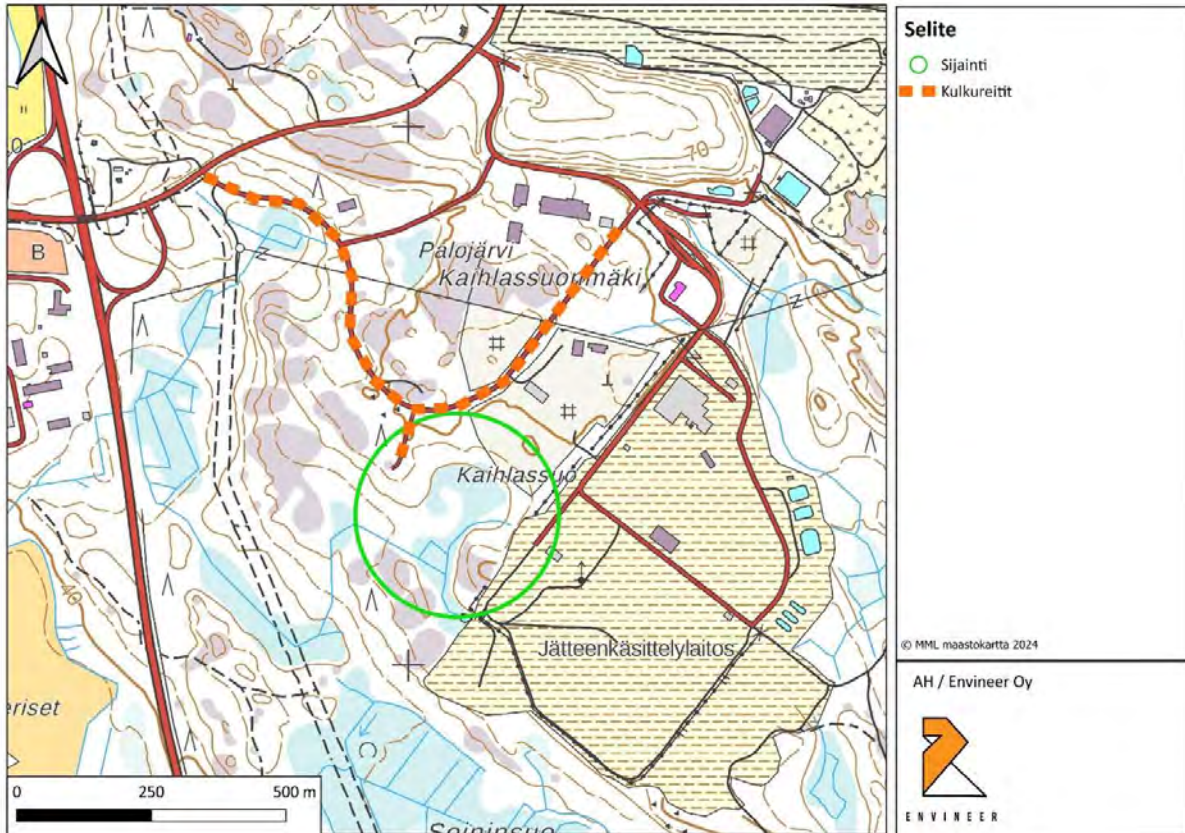 70
B
Palojärvi
Kaihlassuonmäki
Kaihlassuo
Jätteenkäsittelylaitos
40
eriset
Soininsuo
0 250 500 m
Selite
Sijainti
Kulkureitit
© MML maastokartta 2024
AH / Envineer Oy
ENVINEER